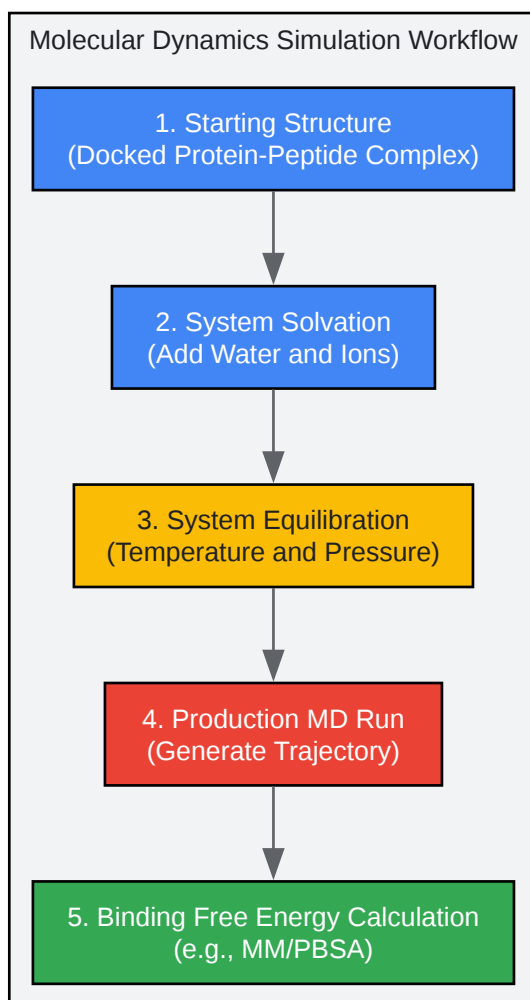 Molecular Dynamics Simulation Workflow
1. Starting Structure
(Docked Protein-Peptide Complex)
2. System Solvation
(Add Water and Ions)
3. System Equilibration
(Temperature and Pressure)
4. Production MD Run
(Generate Trajectory)
5. Binding Free Energy Calculation
(e.g., MM/PBSA)